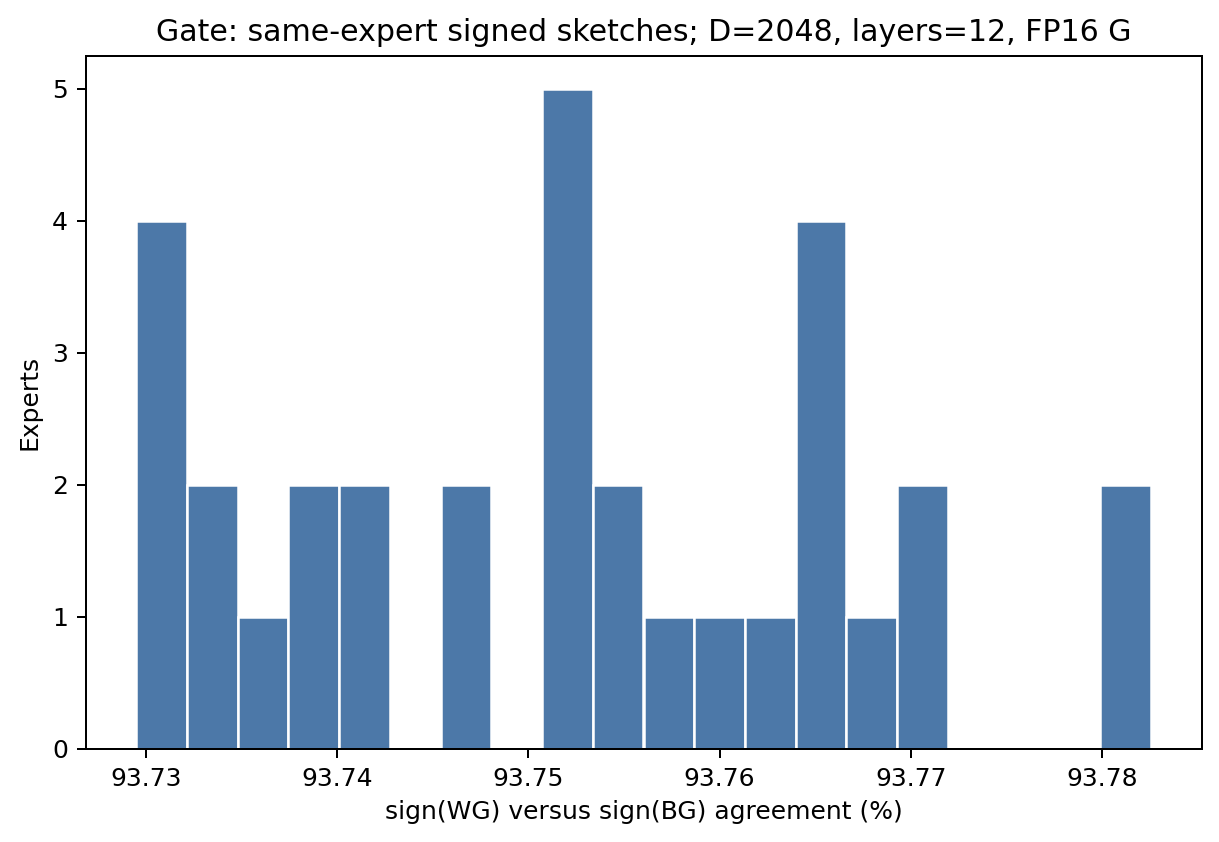 Gate: same-expert signed sketches; D=2048, layers=12, FP16 G
5
4
3
2
1
0
Experts
93.73 93.74 93.75 93.76 93.77 93.78
sign(WG) versus sign(BG) agreement (%)